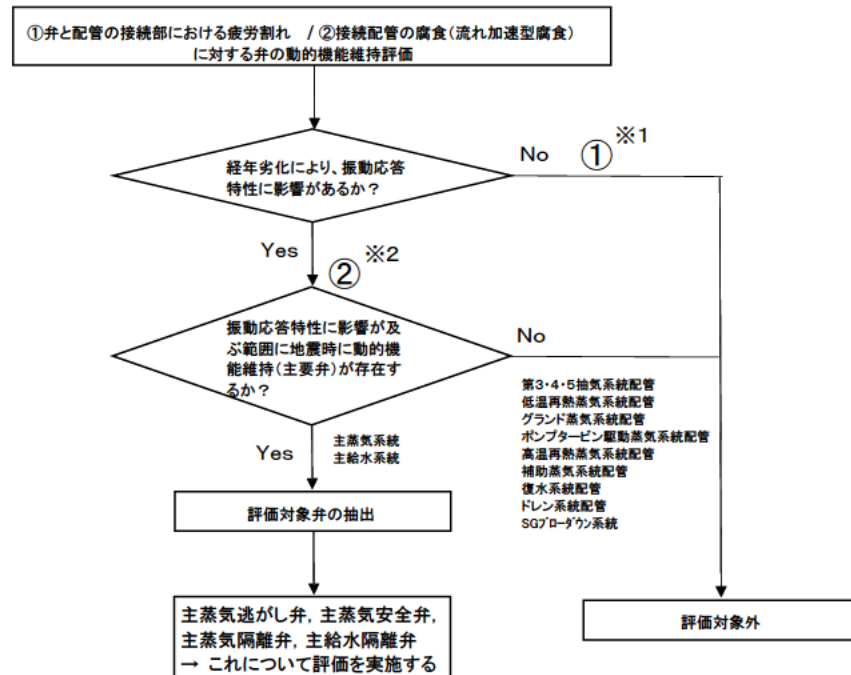 ①弁と配管の接続部における疲労割れ /②接続配管の腐食(流れ加速型腐食)
に対する弁の動的機能維持評価
経年劣化により、振動応答
特性に影響があるか?
No ①※1
Yes
②※2
振動応答特性に影響が及
ぶ範囲に地震時に動的機
能維持(主要弁)が存在す
るか?
No
第3・4・5抽気系統配管
低温再熱蒸気系統配管
グランド蒸気系統配管
ポンプタービン駆動蒸気系統配管
高温再熱蒸気系統配管
補助蒸気系統配管
復水系統配管
ドレン系統配管
SGブローダウン系統
Yes
主蒸気系統
主給水系統
評価対象弁の抽出
主蒸気逃がし弁,主蒸気安全弁,
主蒸気隔離弁,主給水隔離弁
→ これについて評価を実施する
評価対象外